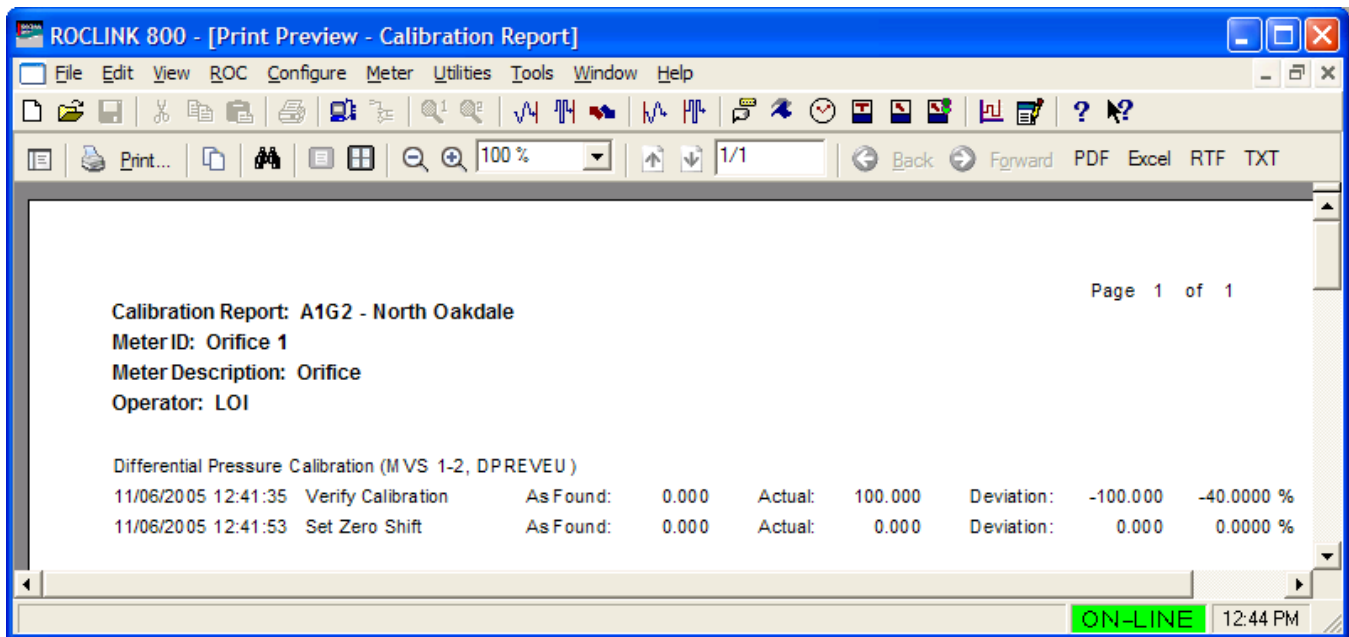 ROCLINK 800 - [Print Preview - Calibration Report]
File Edit View ROC Configure Meter Utilities Tools Window Help
Print... 100 % 1/1 Back Forward PDF Excel RTF TXT
Page 1 of 1
Calibration Report: A1G2 - North Oakdale
Meter ID: Orifice 1
Meter Description: Orifice
Operator: LOI
Differential Pressure Calibration (MVS 1-2, DPREVEU)
11/06/2005 12:41:35 Verify Calibration As Found: 0.000 Actual: 100.000 Deviation: -100.000 -40.0000 %
11/06/2005 12:41:53 Set Zero Shift As Found: 0.000 Actual: 0.000 Deviation: 0.000 0.0000 %
ON-LINE 12:44 PM